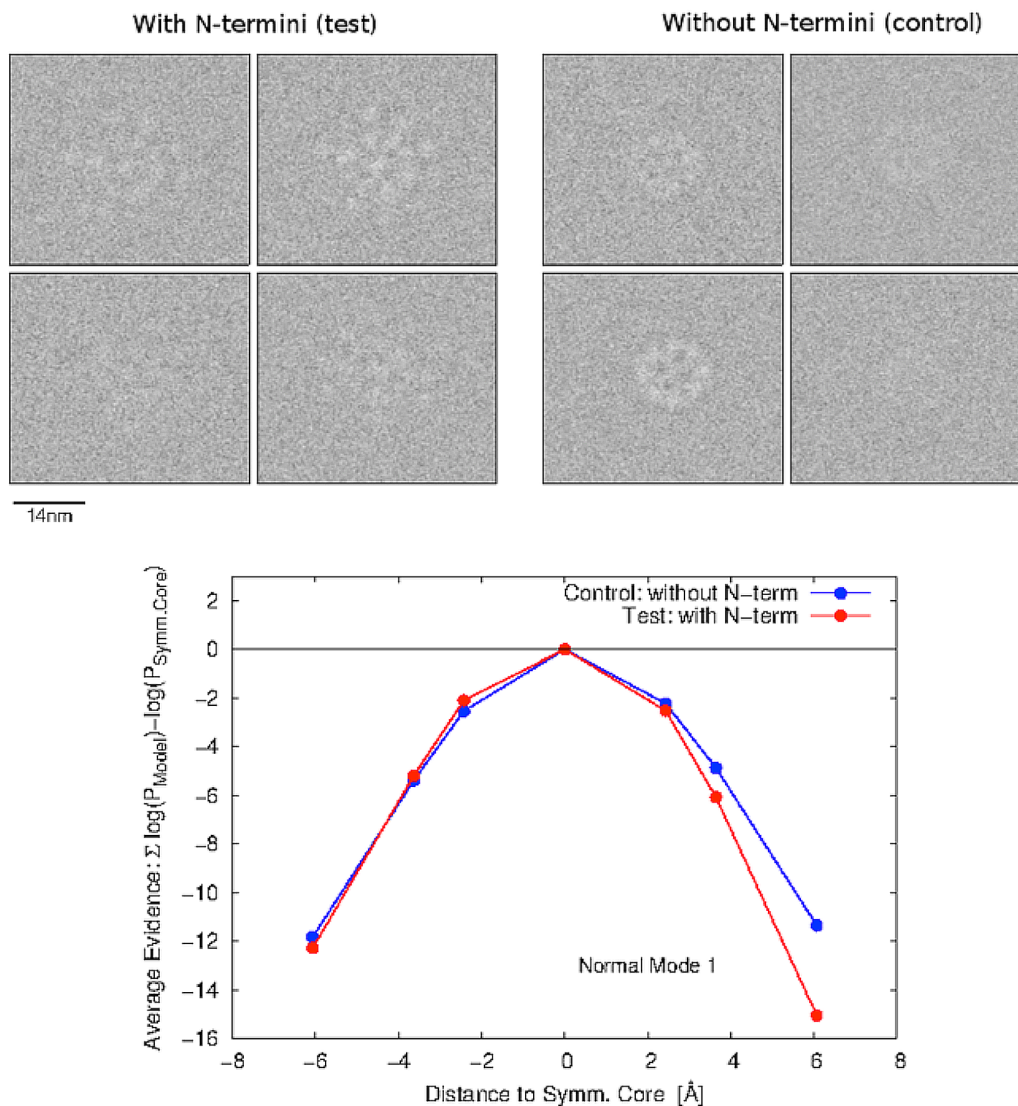 With N-termini (test)
Without N-termini (control)
14nm
Average Evidence: Σ log(P_Model)−log(P_Symm.Core)
2
0
−2
−4
−6
−8
−10
−12
−14
−16
Control: without N−term
Test: with N−term
Normal Mode 1
−8 −6 −4 −2 0 2 4 6 8
Distance to Symm. Core [Å]